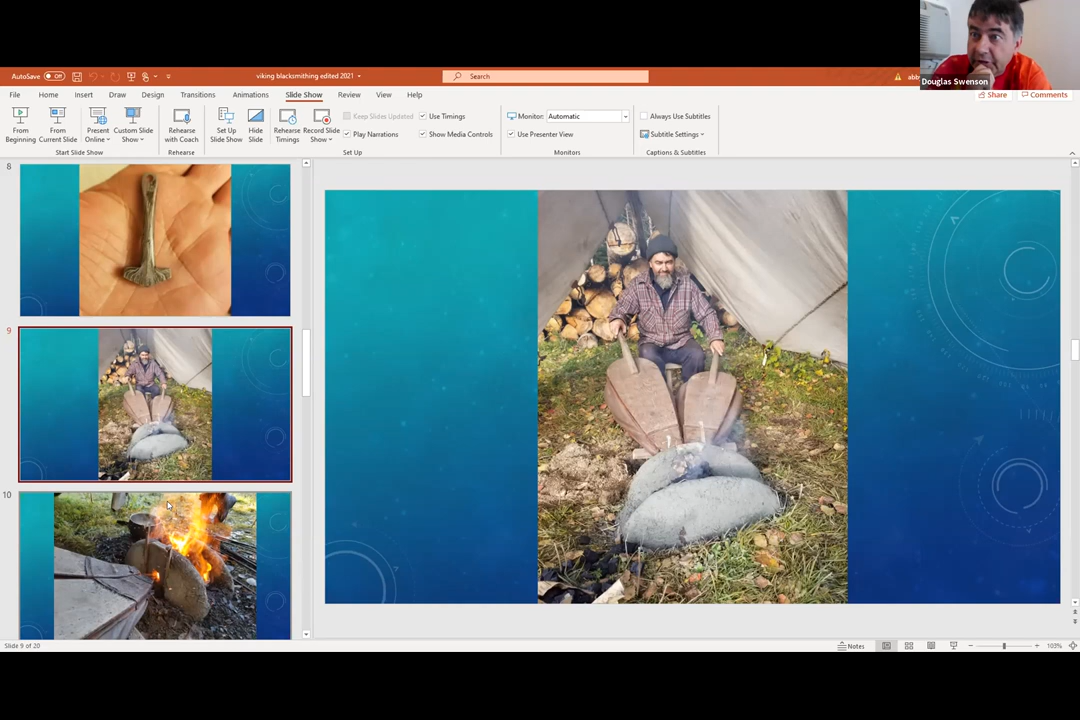 Douglas Swenson
AutoSave Off viking blacksmithing edited 2021 Search abb
File Home Insert Draw Design Transitions Animations Slide Show Review View Help Share Comments
From Beginning From Current Slide Present Online Custom Slide Show Rehearse with Coach Set Up Slide Show Hide Slide Rehearse Timings Record Slide Show
Keep Slides Updated Use Timings Monitor: Automatic Always Use Subtitles
Play Narrations Show Media Controls Use Presenter View Subtitle Settings
Start Slide Show Rehearse Set Up Monitors Captions & Subtitles
8
9
10
Slide 9 of 20 Notes 103%